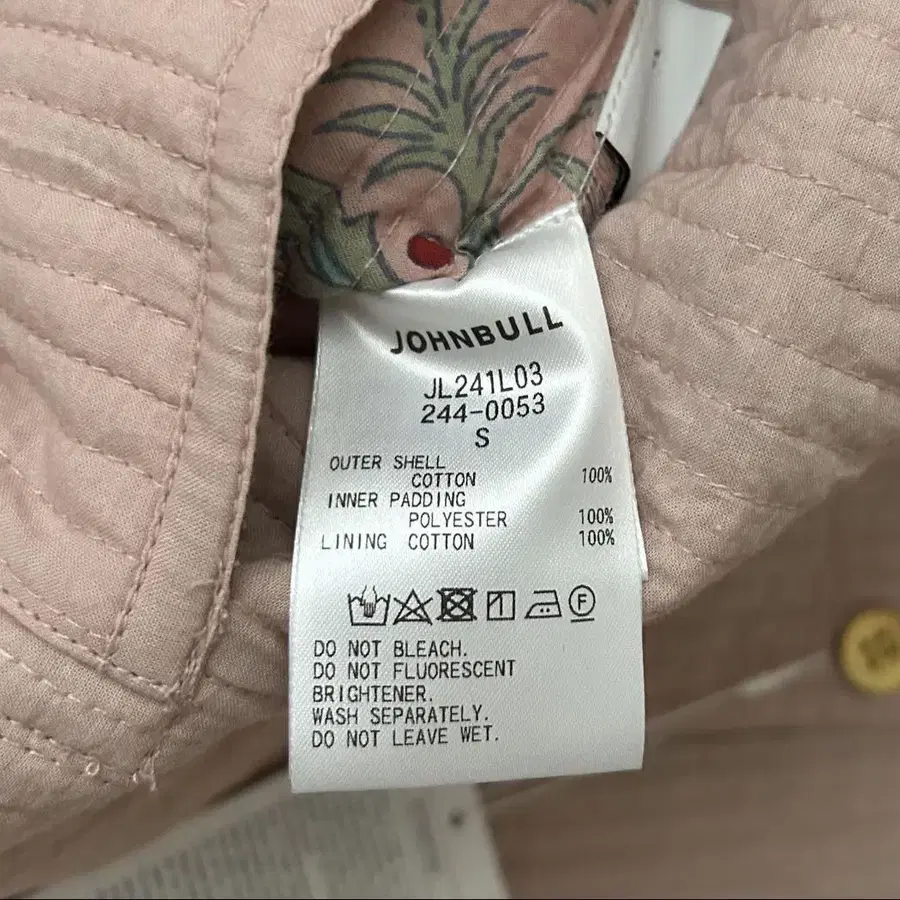 JOHNBULL
JL241L03
244-0053
S
OUTER SHELL
COTTON 100%
INNER PADDING
POLYESTER 100%
LINING COTTON 100%
F
DO NOT BLEACH.
DO NOT FLUORESCENT
BRIGHTENER.
WASH SEPARATELY.
DO NOT LEAVE WET.